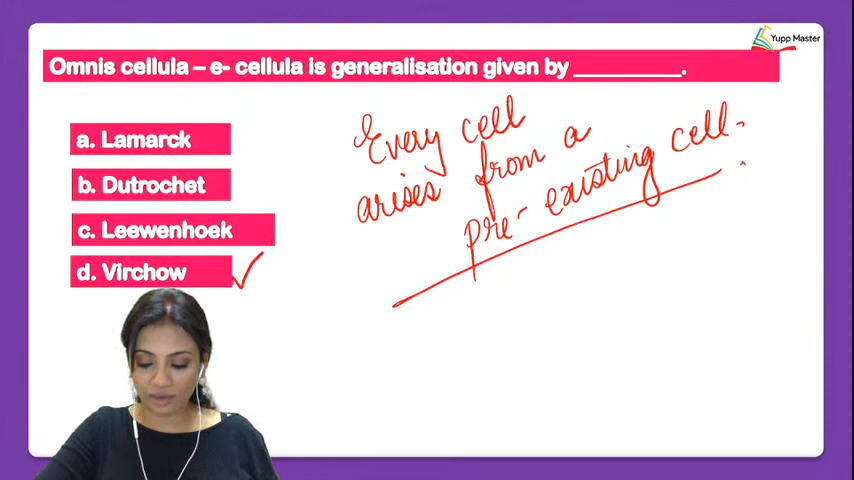 Yupp Master
Omnis cellula – e- cellula is generalisation given by __________.
a. Lamarck
b. Dutrochet
c. Leewenhoek
d. Virchow
Every cell
arises from a
pre-existing cell.